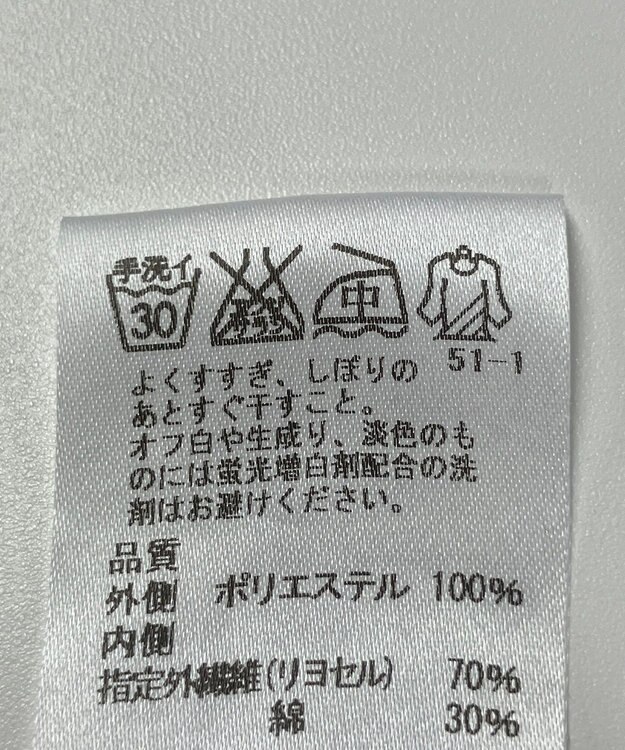 手洗イ
30
中
51-1
よくすすぎ、しぼりの
あとすぐ干すこと。
オフ白や生成り、淡色のも
のには蛍光増白剤配合の洗
剤はお避けください。
品質
外側 ポリエステル 100%
内側
指定外繊維(リヨセル) 70%
綿 30%